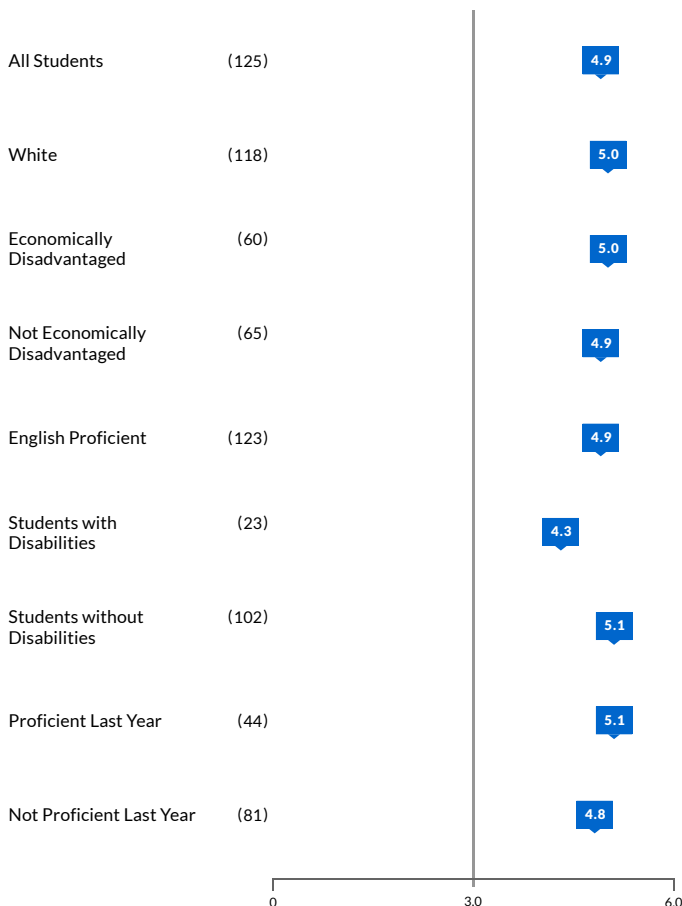 All Students (125) 4.9
White (118) 5.0
Economically (60) 5.0
Disadvantaged
Not Economically (65) 4.9
Disadvantaged
English Proficient (123) 4.9
Students with (23) 4.3
Disabilities
Students without (102) 5.1
Disabilities
Proficient Last Year (44) 5.1
Not Proficient Last Year (81) 4.8
0 3.0 6.0